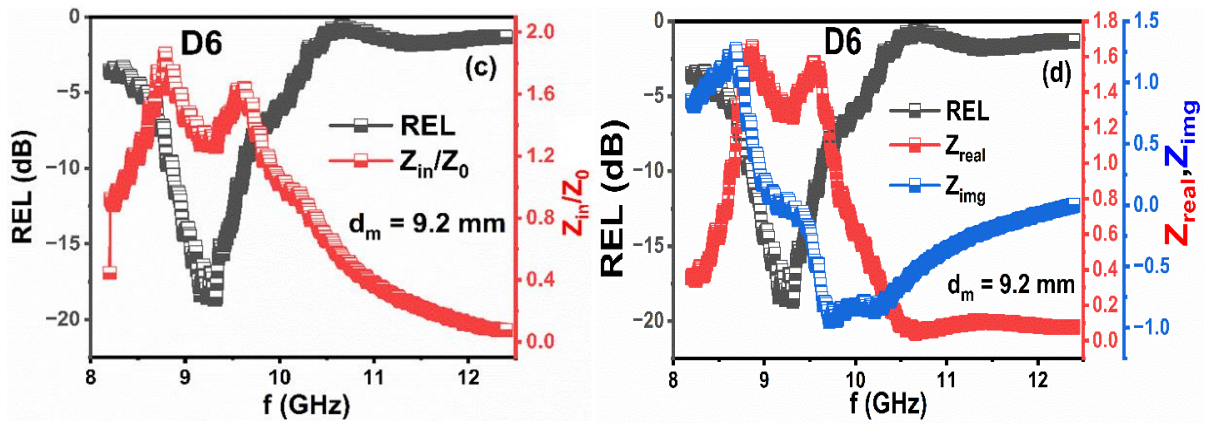 D6
(c)
REL
Z_in/Z_0
d_m = 9.2 mm
REL (dB)
0
−5
−10
−15
−20
Z_in/Z_0
2.0
1.6
1.2
0.8
0.4
0.0
8 9 10 11 12
f (GHz)
D6
(d)
REL
Z_real
Z_img
d_m = 9.2 mm
REL (dB)
0
−5
−10
−15
−20
1.8
1.6
1.4
1.2
1.0
0.8
0.6
0.4
0.2
0.0
Z_real,Z_img
1.5
1.0
0.5
0.0
−0.5
−1.0
8 9 10 11 12
f (GHz)